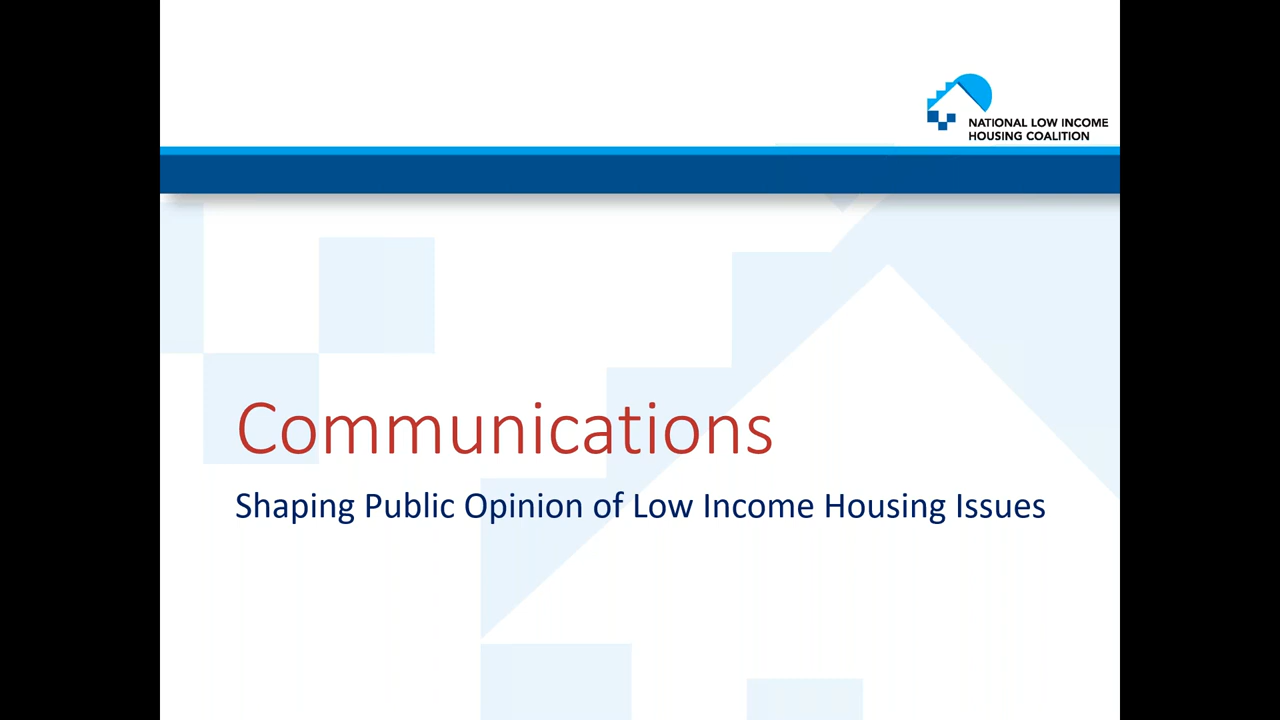 NATIONAL LOW INCOME
HOUSING COALITION
Communications
Shaping Public Opinion of Low Income Housing Issues